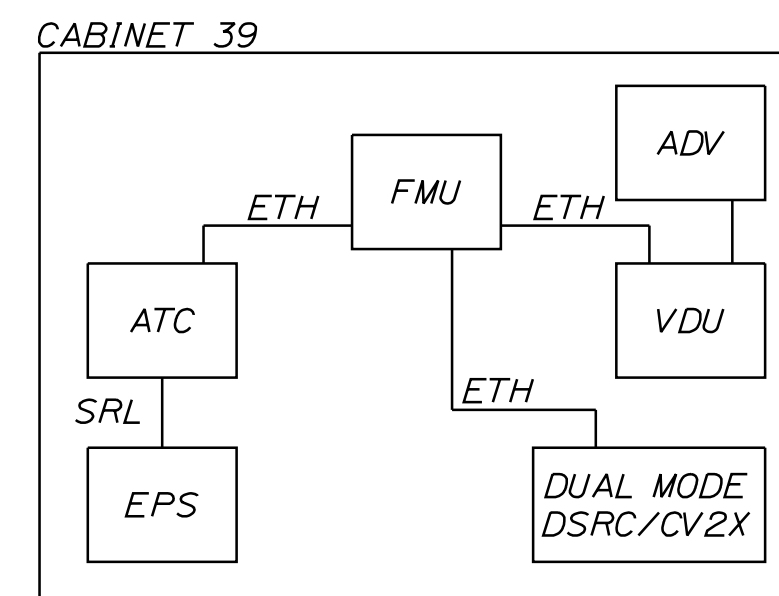 CABINET 39
ADV
FMU
ETH
ETH
ATC
VDU
ETH
SRL
EPS
DUAL MODE
DSRC/CV2X